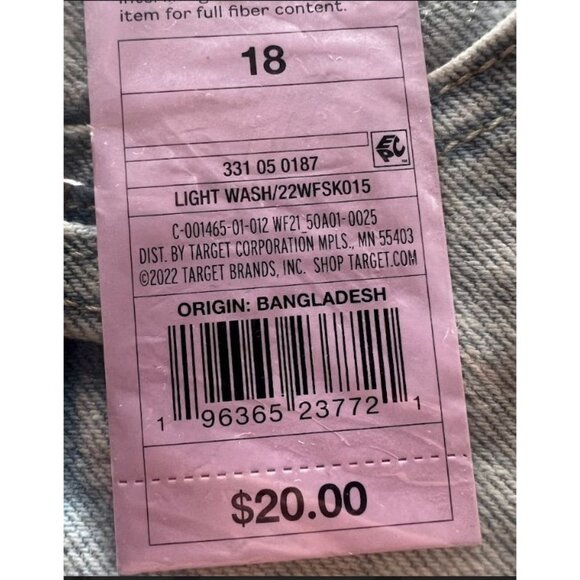 item for full fiber content.
18
EPC
331 05 0187
LIGHT WASH/22WFSK015
C-001465-01-012 WF21_50A01-0025
DIST. BY TARGET CORPORATION MPLS., MN 55403
©2022 TARGET BRANDS, INC. SHOP TARGET.COM
ORIGIN: BANGLADESH
1 96365 23772 1
$20.00